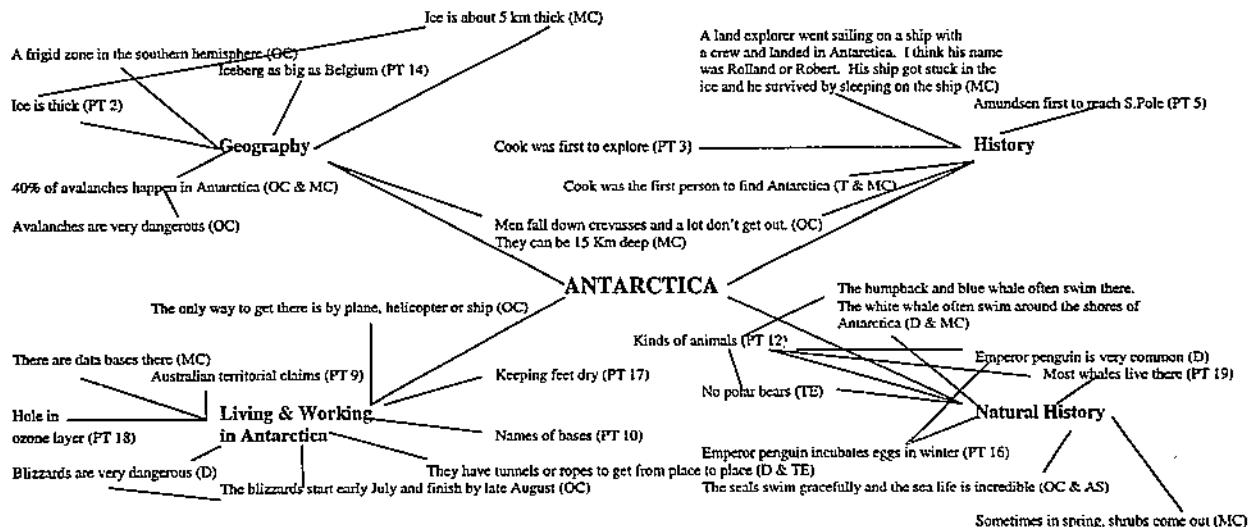 Ice is about 5 km thick (MC)
A frigid zone in the southern hemisphere (OC)
Iceberg as big as Belgium (PT 14)
Ice is thick (PT 2)
Geography
40% of avalanches happen in Antarctica (OC & MC)
Avalanches are very dangerous (OC)
A land explorer went sailing on a ship with
a crew and landed in Antarctica. I think his name
was Rolland or Robert. His ship got stuck in the
ice and he survived by sleeping on the ship (MC)
Amundsen first to reach S.Pole (PT 5)
Cook was first to explore (PT 3)
History
Cook was the first person to find Antarctica (T & MC)
Men fall down crevasses and a lot don't get out. (OC)
They can be 15 Km deep (MC)
ANTARCTICA
The only way to get there is by plane, helicopter or ship (OC)
There are data bases there (MC)
Australian territorial claims (PT 9)
Keeping feet dry (PT 17)
Hole in
ozone layer (PT 18)
Living & Working
in Antarctica
Names of bases (PT 10)
Blizzards are very dangerous (D)
They have tunnels or ropes to get from place to place (D & TE)
The blizzards start early July and finish by late August (OC)
The humpback and blue whale often swim there.
The white whale often swim around the shores of
Antarctica (D & MC)
Kinds of animals (PT 12)
Emperor penguin is very common (D)
Most whales live there (PT 19)
No polar bears (TE)
Natural History
Emperor penguin incubates eggs in winter (PT 16)
The seals swim gracefully and the sea life is incredible (OC & AS)
Sometimes in spring, shrubs come out (MC)